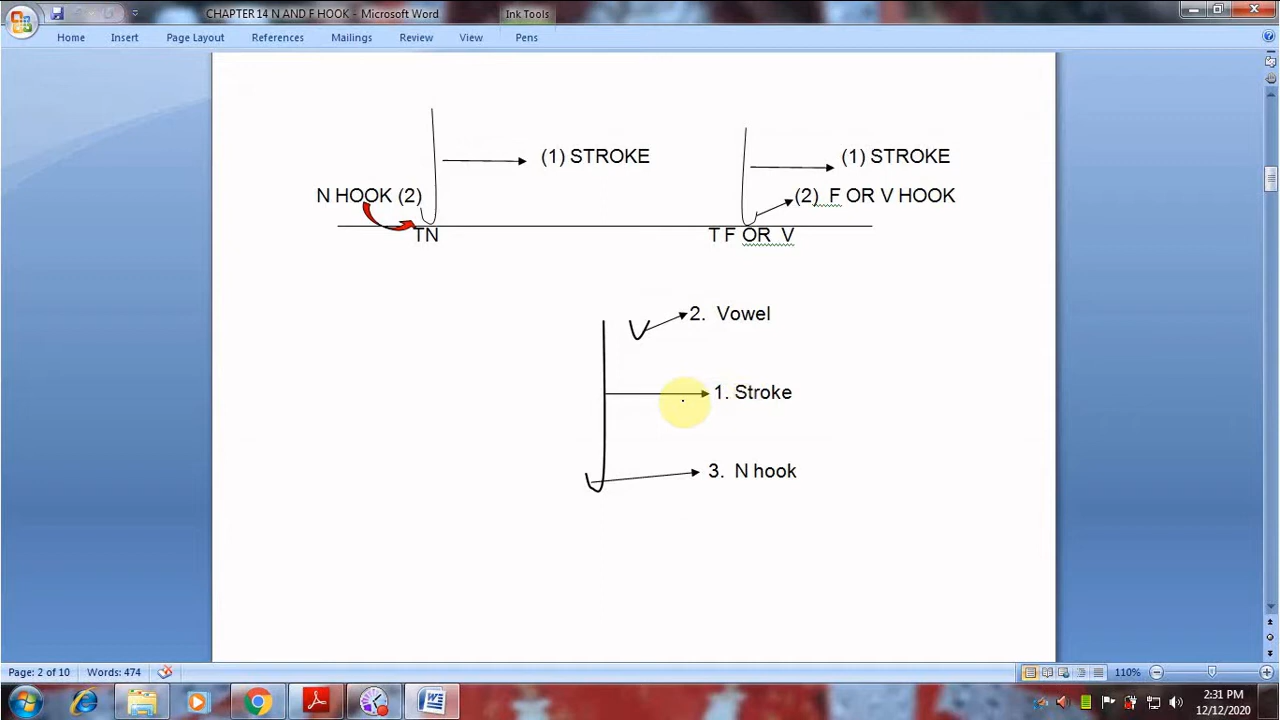 CHAPTER 14 N AND F HOOK - Microsoft Word
Ink Tools
Home Insert Page Layout References Mailings Review View Pens
(1) STROKE (1) STROKE
N HOOK (2) (2) F OR V HOOK
TN T F OR V
2. Vowel
1. Stroke
3. N hook
Page: 2 of 10 Words: 474 110%
2:31 PM
12/12/2020